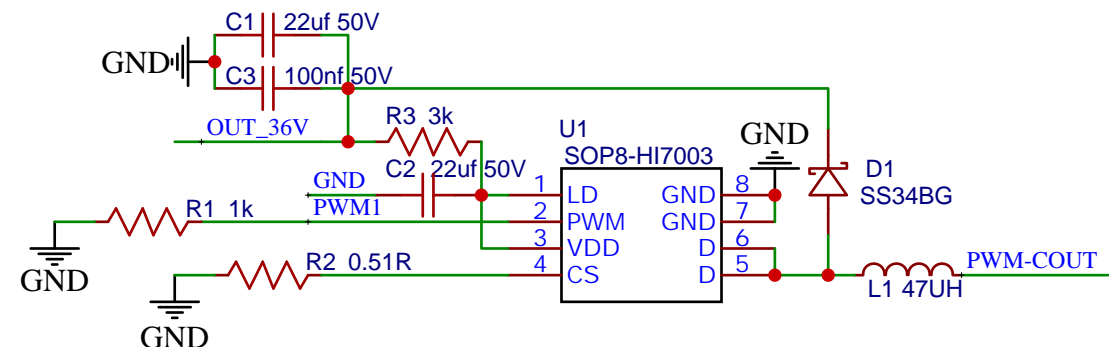 C1 22uf 50V
GND
C3 100nf 50V
OUT_36V
R3 3k
U1
SOP8-HI7003
GND
D1
SS34BG
GND
C2 22uf 50V
PWM1
R1 1k
GND
R2 0.51R
GND
1 LD GND 8
2 PWM GND 7
3 VDD D 6
4 CS D 5
L1 47UH
PWM-COUT